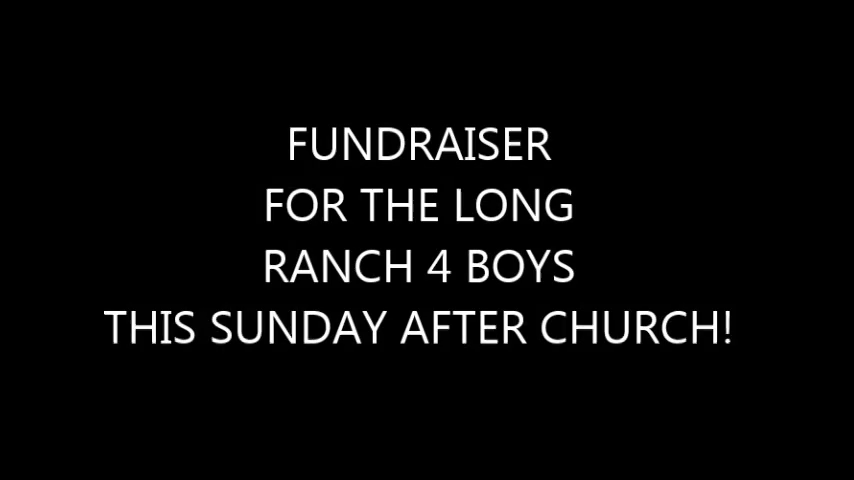 FUNDRAISER
FOR THE LONG
RANCH 4 BOYS
THIS SUNDAY AFTER CHURCH!